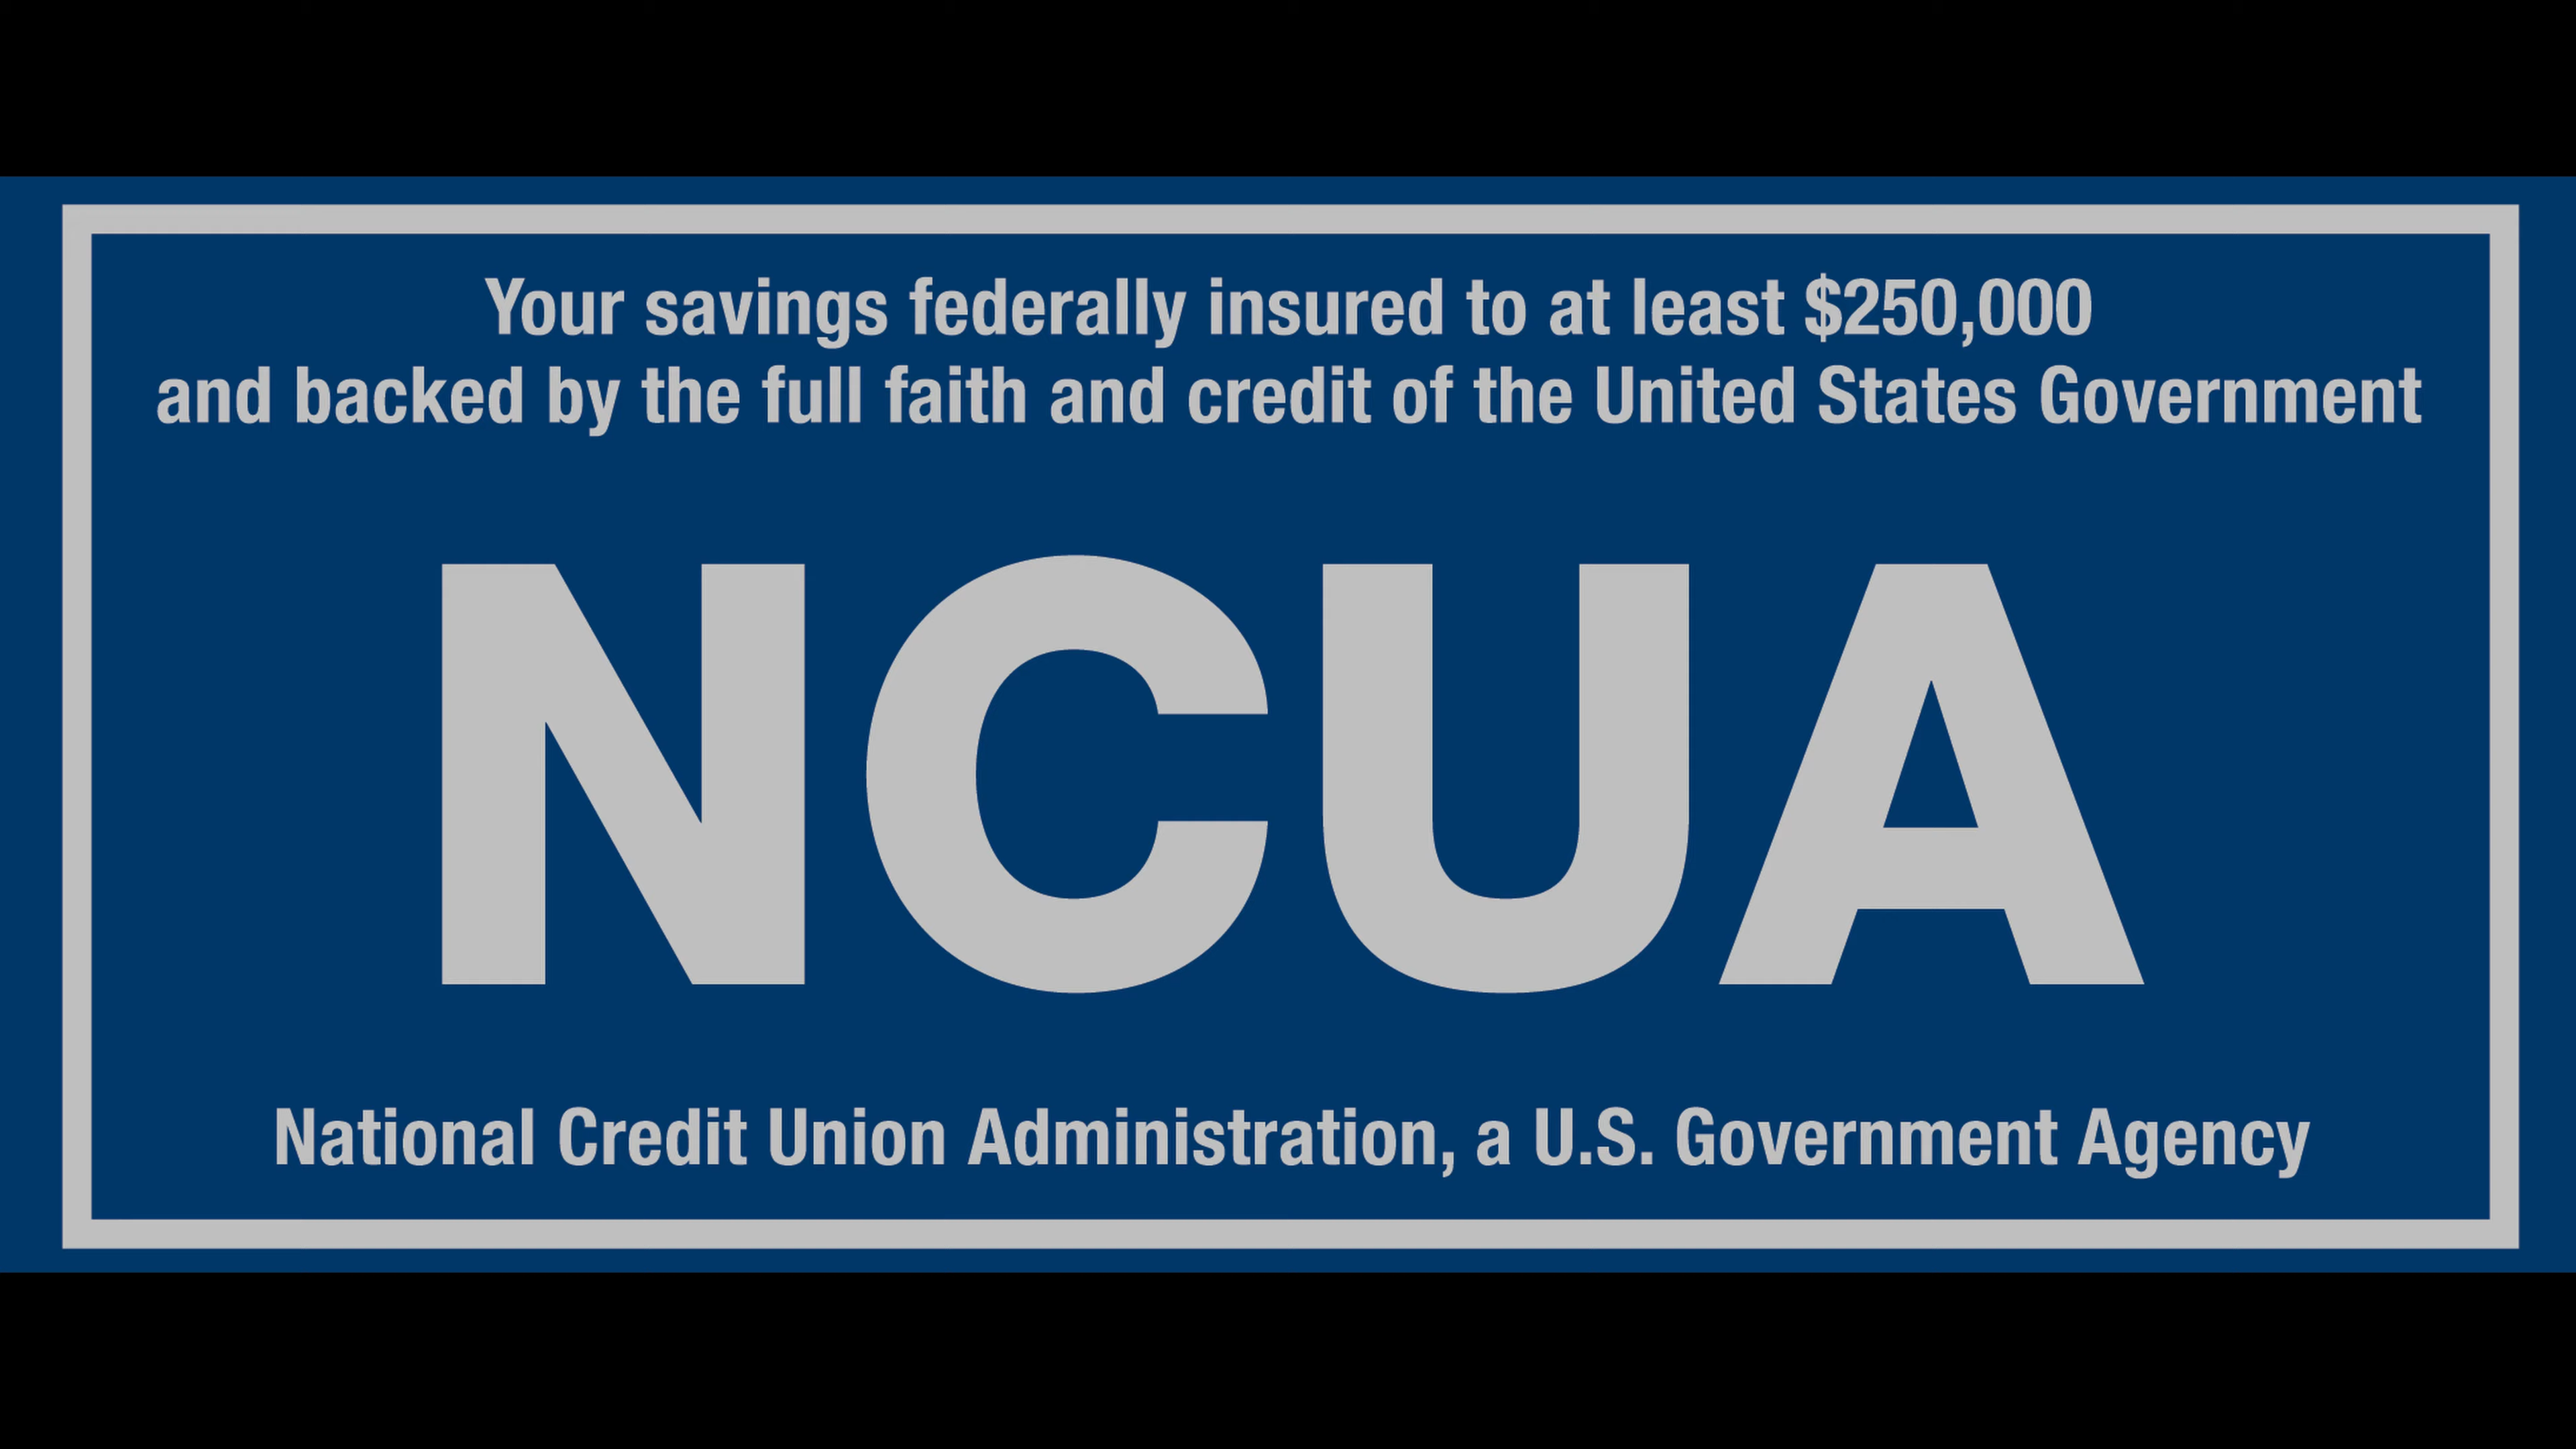 Your savings federally insured to at least $250,000
and backed by the full faith and credit of the United States Government
NCUA
National Credit Union Administration, a U.S. Government Agency